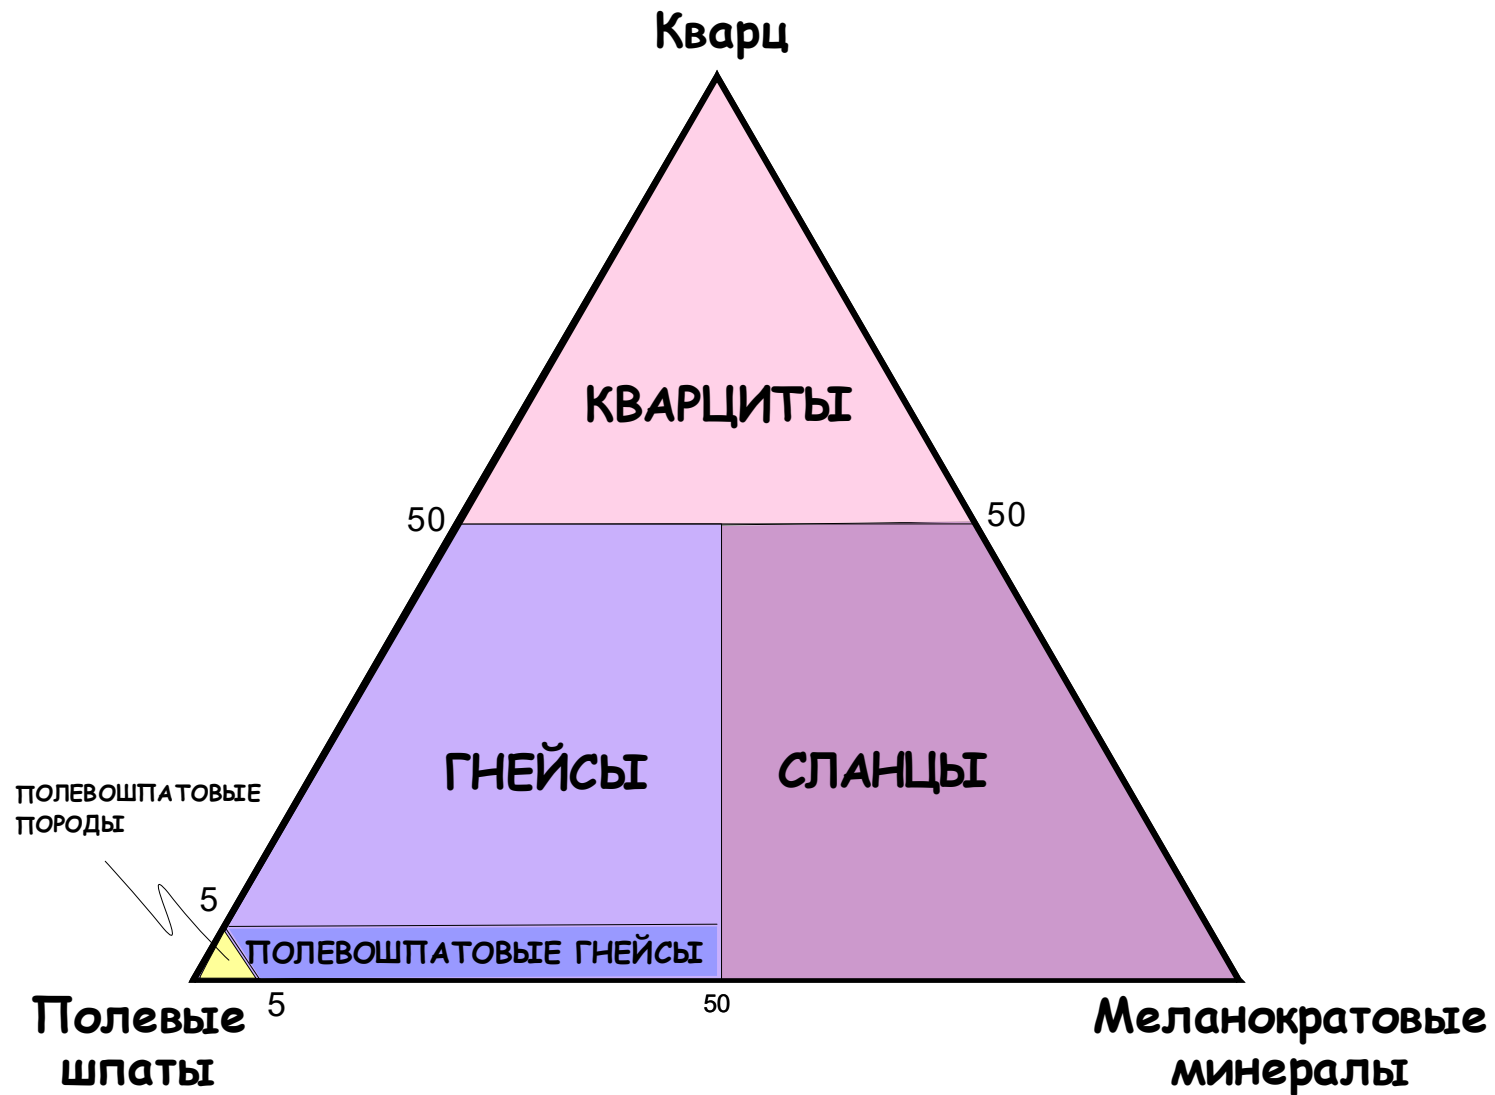 Кварц
КВАРЦИТЫ
50
50
ГНЕЙСЫ
СЛАНЦЫ
ПОЛЕВОШПАТОВЫЕ
ПОРОДЫ
5
ПОЛЕВОШПАТОВЫЕ ГНЕЙСЫ
5
50
Полевые
шпаты
Меланократовые
минералы